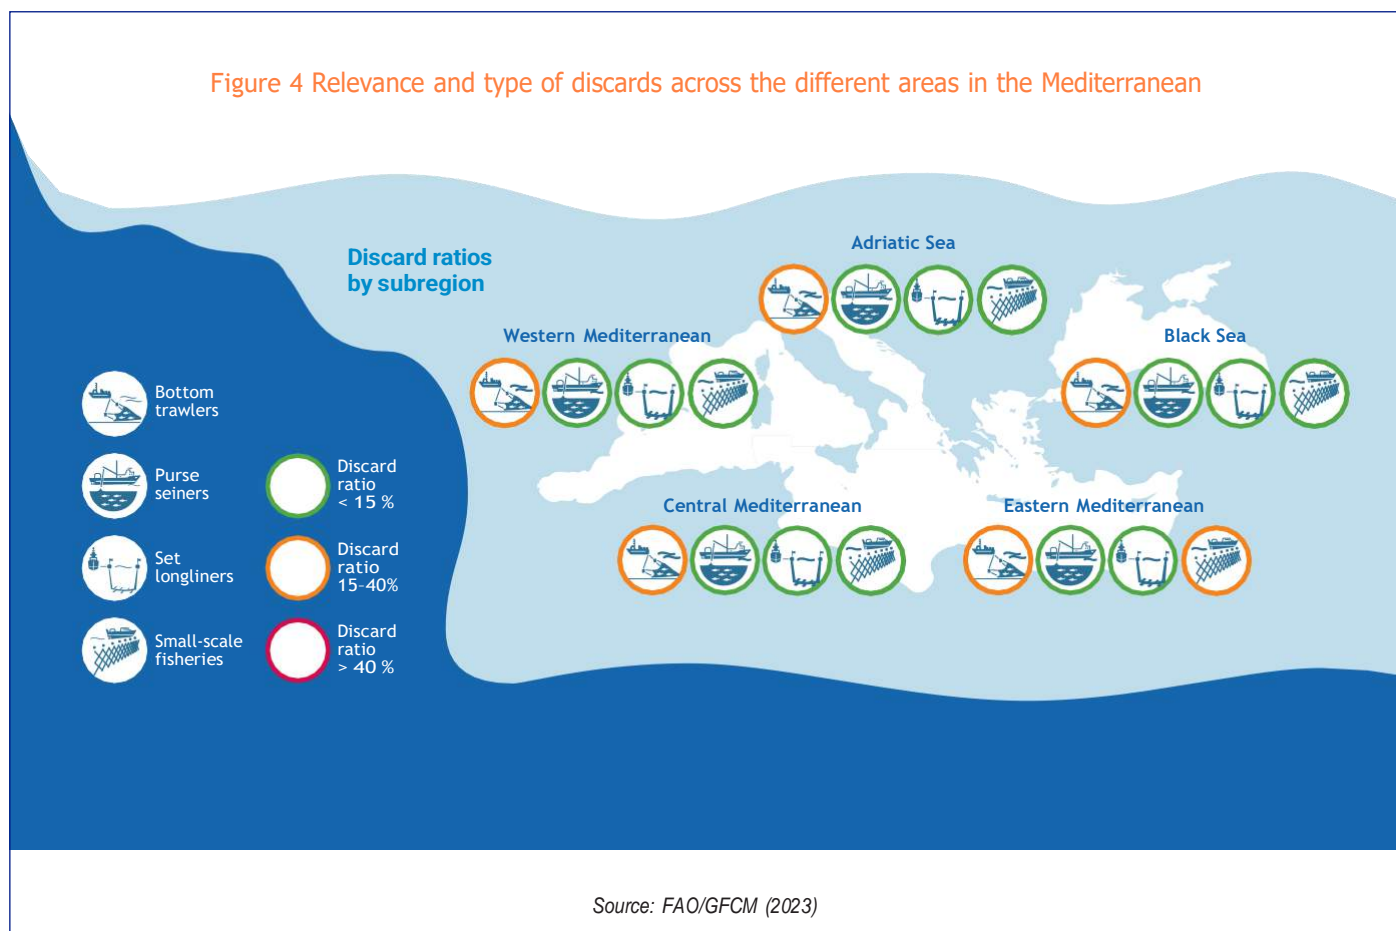 Figure 4 Relevance and type of discards across the different areas in the Mediterranean
Discard ratios
by subregion
Adriatic Sea
Western Mediterranean
Black Sea
Central Mediterranean
Eastern Mediterranean
Bottom
trawlers
Purse
seiners
Set
longliners
Small-scale
fisheries
Discard
ratio
< 15 %
Discard
ratio
15-40%
Discard
ratio
> 40 %
Source: FAO/GFCM (2023)